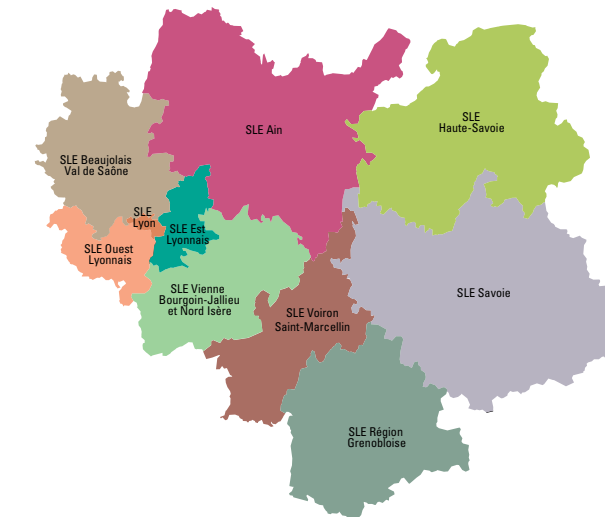 SLE Ain
SLE
Haute-Savoie
SLE Beaujolais
Val de Saône
SLE
Lyon
SLE Est
Lyonnais
SLE Ouest
Lyonnais
SLE Vienne
Bourgoin-Jallieu
et Nord Isère
SLE Savoie
SLE Voiron
Saint-Marcellin
SLE Région
Grenobloise